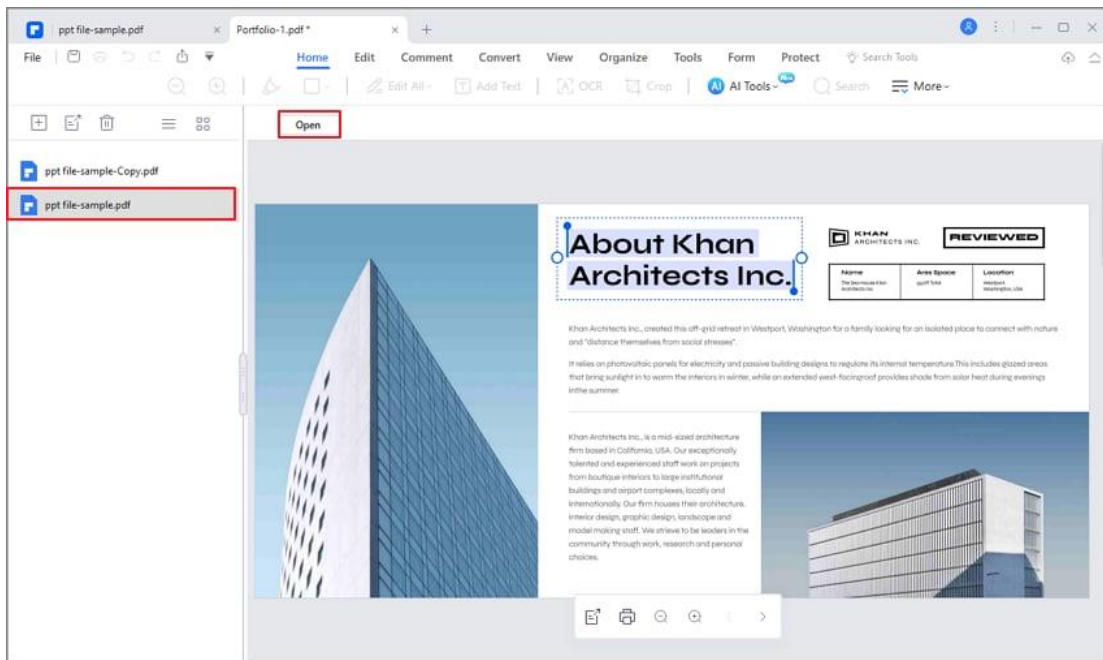 ppt file-sample.pdf
Portfolio-1.pdf *
File
Home Edit Comment Convert View Organize Tools Form Protect Search Tools
Edit All Add Text OCR Crop AI Tools Search More
Open
ppt file-sample-Copy.pdf
ppt file-sample.pdf
About Khan
Architects Inc.
KHAN
ARCHITECTS INC.
REVIEWED
Name Area Space Location
The Sea House Khan Westport
Architects Inc Washington, USA
Khan Architects Inc., created this off-grid retreat in Westport, Washington for a family looking for an isolated place to connect with nature
and "distance themselves from social stresses".
It relies on photovoltaic panels for electricity and passive building designs to regulate its internal temperature.This includes glazed areas
that bring sunlight in to warm the interiors in winter, while an extended west-facingroof provides shade from solar heat during evenings
inthe summer.
Khan Architects Inc., is a mid-sized architecture
firm based in California, USA. Our exceptionally
talented and experienced staff work on projects
from boutique interiors to large institutional
buildings and airport complexes, locally and
internationally. Our firm houses their architecture,
interior design, graphic design, landscape and
model making staff. We strieve to be leaders in the
community through work, research and personal
choices.